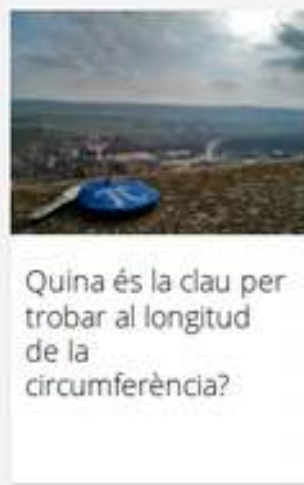 Quina és la clau per
trobar al longitud
de la
circumferència?